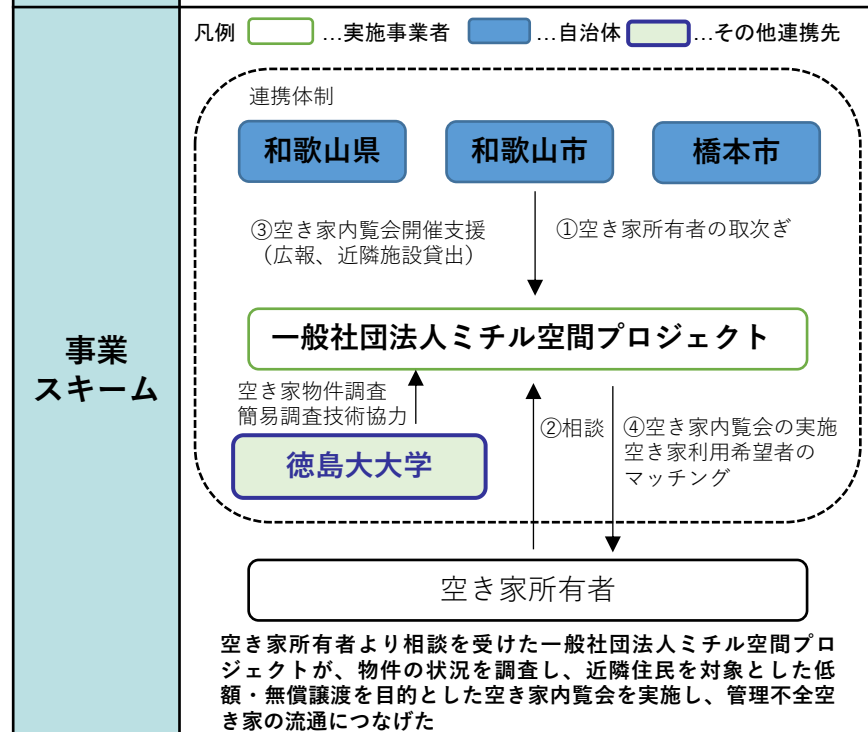 凡例 …実施事業者 …自治体 …その他連携先
連携体制
和歌山県 和歌山市 橋本市
③空き家内覧会開催支援
（広報、近隣施設貸出）
①空き家所有者の取次ぎ
一般社団法人ミチル空間プロジェクト
事業
スキーム
空き家物件調査
簡易調査技術協力
徳島大大学
②相談
④空き家内覧会の実施
空き家利用希望者の
マッチング
空き家所有者
空き家所有者より相談を受けた一般社団法人ミチル空間プロ
ジェクトが、物件の状況を調査し、近隣住民を対象とした低
額・無償譲渡を目的とした空き家内覧会を実施し、管理不全空
き家の流通につなげた